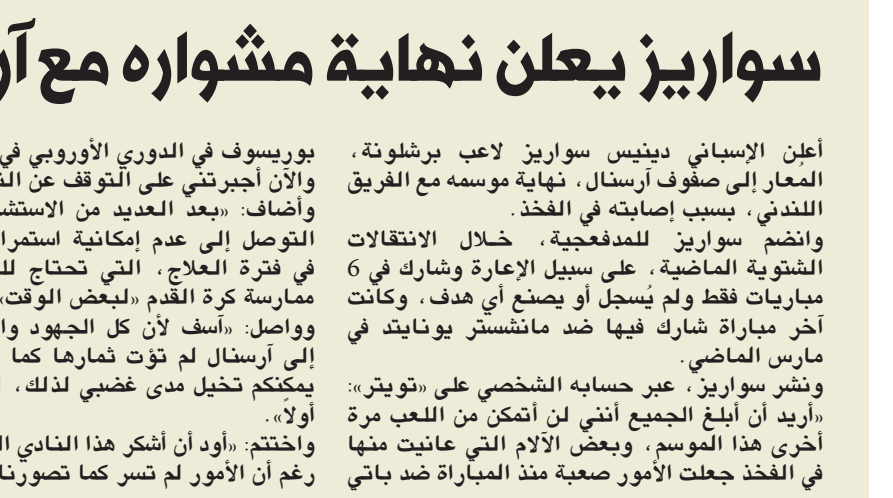 سواريز يعلن نهاية مشواره مع
أعلن الإسباني دينيس سواريز لاعب برشلونة،
المعار إلى صفوف آرسنال، نهاية موسمه مع الفريق
اللندني، بسبب إصابته في الفخذ.
وانضم سواريز للمدفعجية، خلال الانتقالات
الشتوية الماضية، على سبيل الإعارة وشارك في 6
مباريات فقط ولم يُسجل أو يصنع أي هدف، وكانت
آخر مباراة شارك فيها ضد مانشستر يونايتد في
مارس الماضي.
ونشر سواريز، عبر حسابه الشخصي على «تويتر»:
«أريد أن أبلغ الجميع أنني لن أتمكن من اللعب مرة
أخرى هذا الموسم، وبعض الآلام التي عانيت منها
في الفخذ جعلت الأمور صعبة منذ المباراة ضد باتي
بوريسوف في الدوري الأوروبي في
والآن أجبرتني على التوقف عن
وأضاف: «بعد العديد من
التوصل إلى عدم إمكانية
في فترة العلاج، التي تحتاج
ممارسة كرة القدم «لبعض الوقت»
وواصل: «آسف لأن كل الجهود
إلى آرسنال لم تؤت ثمارها كما
يمكنكم تخيل مدى غضبي لذلك،
أولاً».
واختتم: «أود أن أشكر هذا النادي
رغم أن الأمور لم تسر كما تصورنا